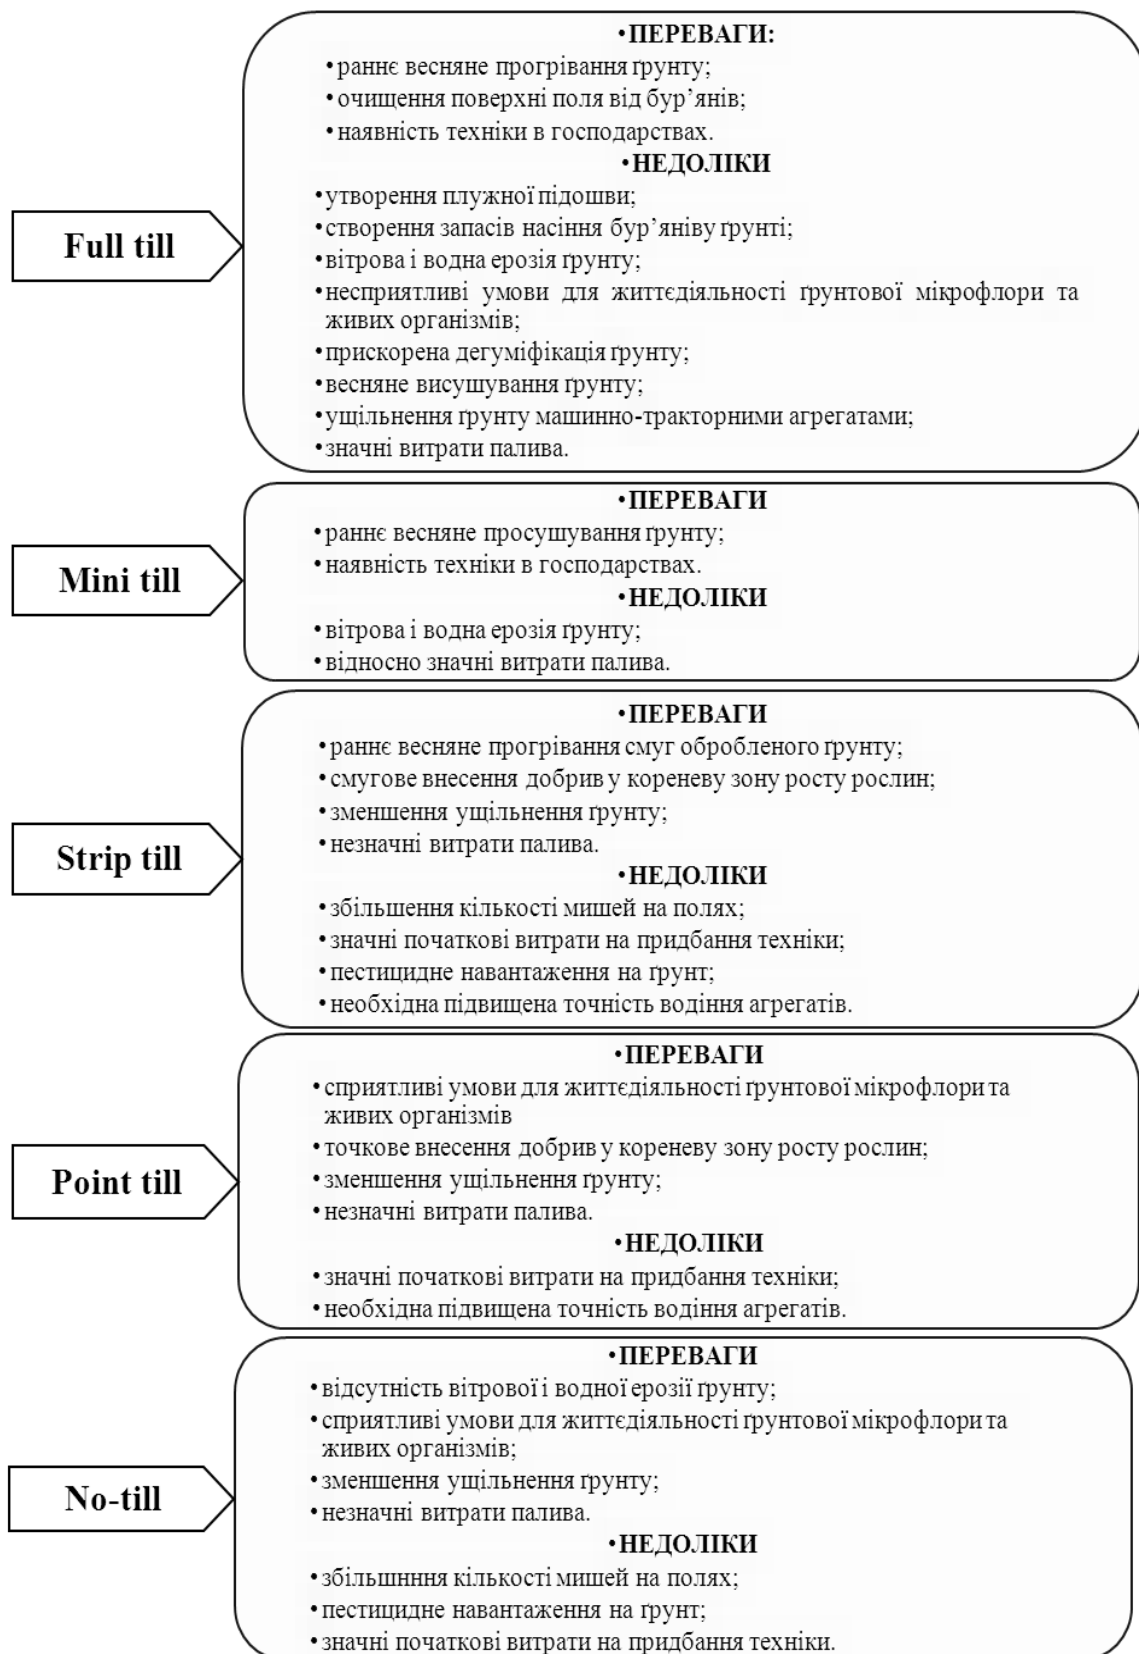 •ПЕРЕВАГИ:
•раннє весняне прогрівання ґрунту;
•очищення поверхні поля від бур’янів;
•наявність техніки в господарствах.
•НЕДОЛІКИ
•утворення плужної підошви;
•створення запасів насіння бур’яніву ґрунті;
•вітрова і водна ерозія ґрунту;
•несприятливі умови для життєдіяльності ґрунтової мікрофлори та
живих організмів;
•прискорена дегуміфікація ґрунту;
•весняне висушування ґрунту;
•ущільнення ґрунту машинно-тракторними агрегатами;
•значні витрати палива.
Full till
•ПЕРЕВАГИ
•раннє весняне просушування ґрунту;
•наявність техніки в господарствах.
•НЕДОЛІКИ
•вітрова і водна ерозія ґрунту;
•відносно значні витрати палива.
Mini till
•ПЕРЕВАГИ
•раннє весняне прогрівання смуг обробленого ґрунту;
•смугове внесення добрив у кореневу зону росту рослин;
•зменшення ущільнення ґрунту;
•незначні витрати палива.
•НЕДОЛІКИ
•збільшення кількості мишей на полях;
•значні початкові витрати на придбання техніки;
•пестицидне навантаження на ґрунт;
•необхідна підвищена точність водіння агрегатів.
Strip till
•ПЕРЕВАГИ
•сприятливі умови для життєдіяльності ґрунтової мікрофлори та
живих організмів
•точкове внесення добрив у кореневу зону росту рослин;
•зменшення ущільнення ґрунту;
•незначні витрати палива.
•НЕДОЛІКИ
•значні початкові витрати на придбання техніки;
•необхідна підвищена точність водіння агрегатів.
Point till
•ПЕРЕВАГИ
•відсутність вітрової і водної ерозії ґрунту;
•сприятливі умови для життєдіяльності ґрунтової мікрофлори та
живих організмів;
•зменшення ущільнення ґрунту;
•незначні витрати палива.
•НЕДОЛІКИ
•збільшнння кількості мишей на полях;
•пестицидне навантаження на ґрунт;
•значні початкові витрати на придбання техніки.
No-till